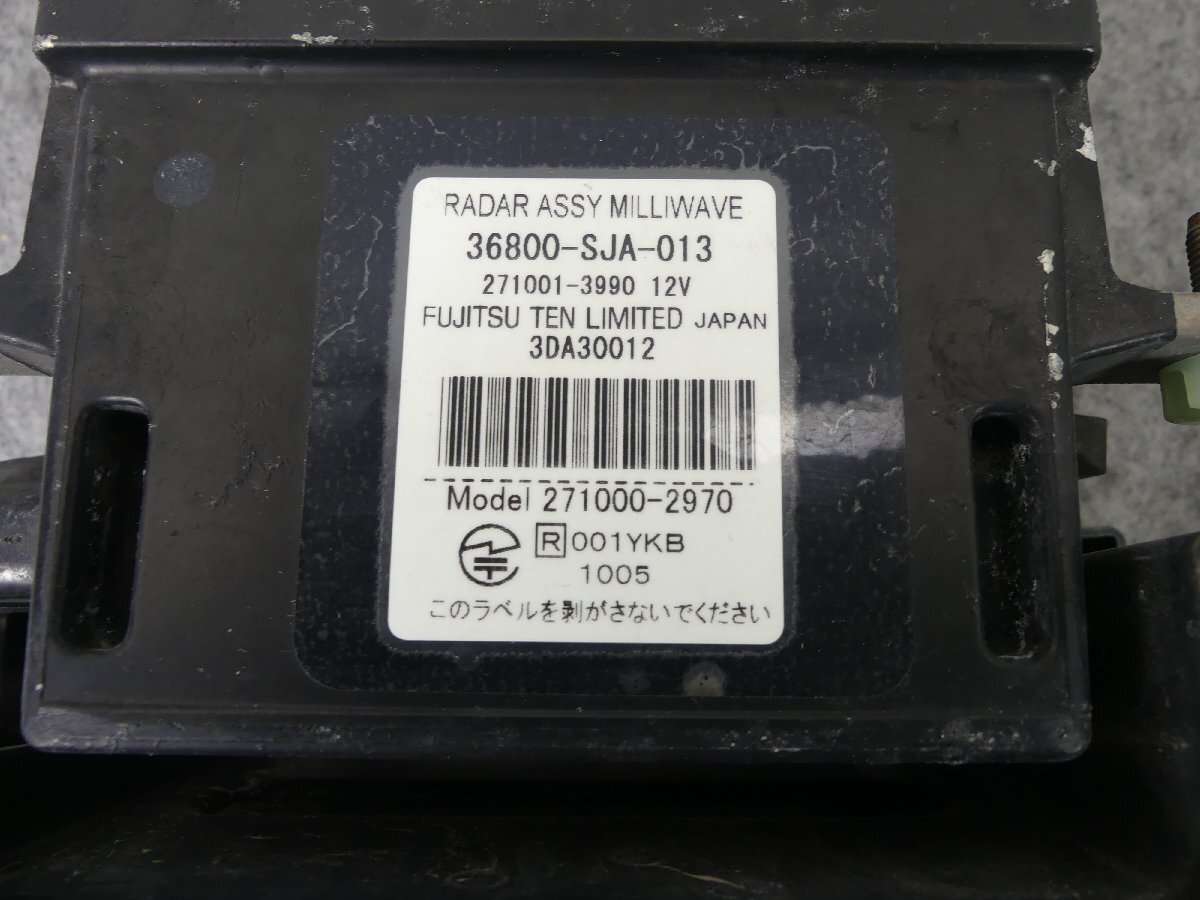 RADAR ASSY MILLIWAVE
36800-SJA-013
271001-3990 12V
FUJITSU TEN LIMITED JAPAN
3DA30012
Model 271000-2970
R 001YKB
1005
このラベルを剥がさないでください